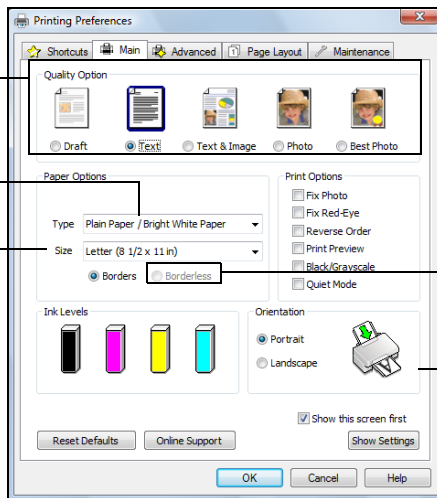 Printing Preferences
Shortcuts Main Advanced Page Layout Maintenance
Quality Option
Draft Text Text & Image Photo Best Photo
Paper Options
Type Plain Paper / Bright White Paper
Size Letter (8 1/2 x 11 in)
Borders Borderless
Print Options
Fix Photo
Fix Red-Eye
Reverse Order
Print Preview
Black/Grayscale
Quiet Mode
Ink Levels
Orientation
Portrait
Landscape
Show this screen first
Reset Defaults Online Support Show Settings
OK Cancel Help